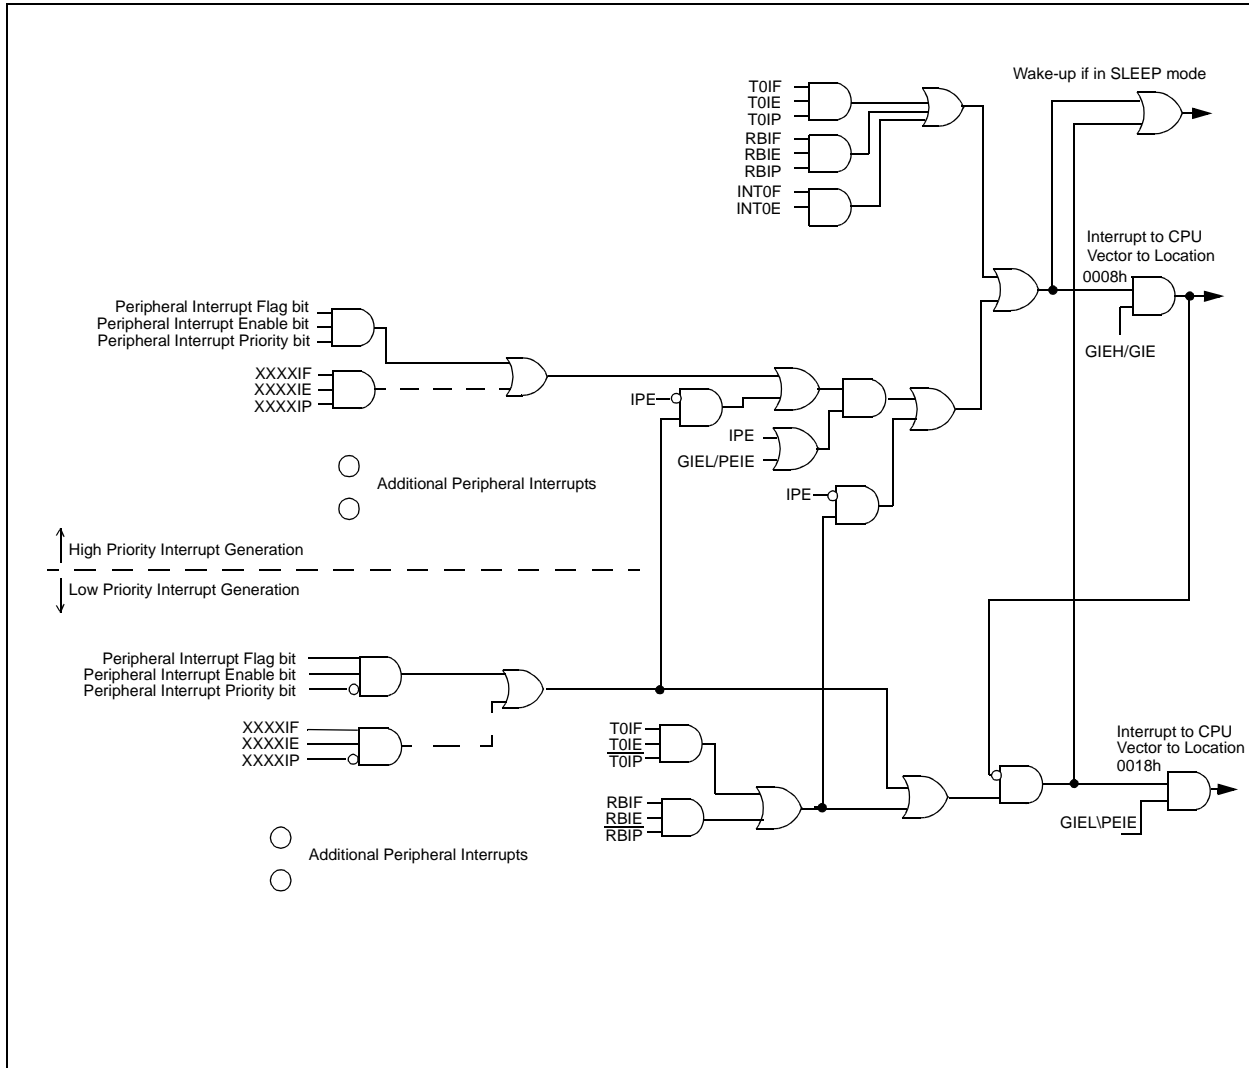 Wake-up if in SLEEP mode
T0IF
T0IE
T0IP
RBIF
RBIE
RBIP
INT0F
INT0E
Interrupt to CPU
Vector to Location
0008h
GIEH/GIE
Peripheral Interrupt Flag bit
Peripheral Interrupt Enable bit
Peripheral Interrupt Priority bit
XXXXIF
XXXXIE
XXXXIP
IPE
IPE
GIEL/PEIE
IPE
Additional Peripheral Interrupts
High Priority Interrupt Generation
Low Priority Interrupt Generation
Peripheral Interrupt Flag bit
Peripheral Interrupt Enable bit
Peripheral Interrupt Priority bit
XXXXIF
XXXXIE
XXXXIP
T0IF
T0IE
T0IP
RBIF
RBIE
RBIP
Interrupt to CPU
Vector to Location
0018h
GIEL\PEIE
Additional Peripheral Interrupts